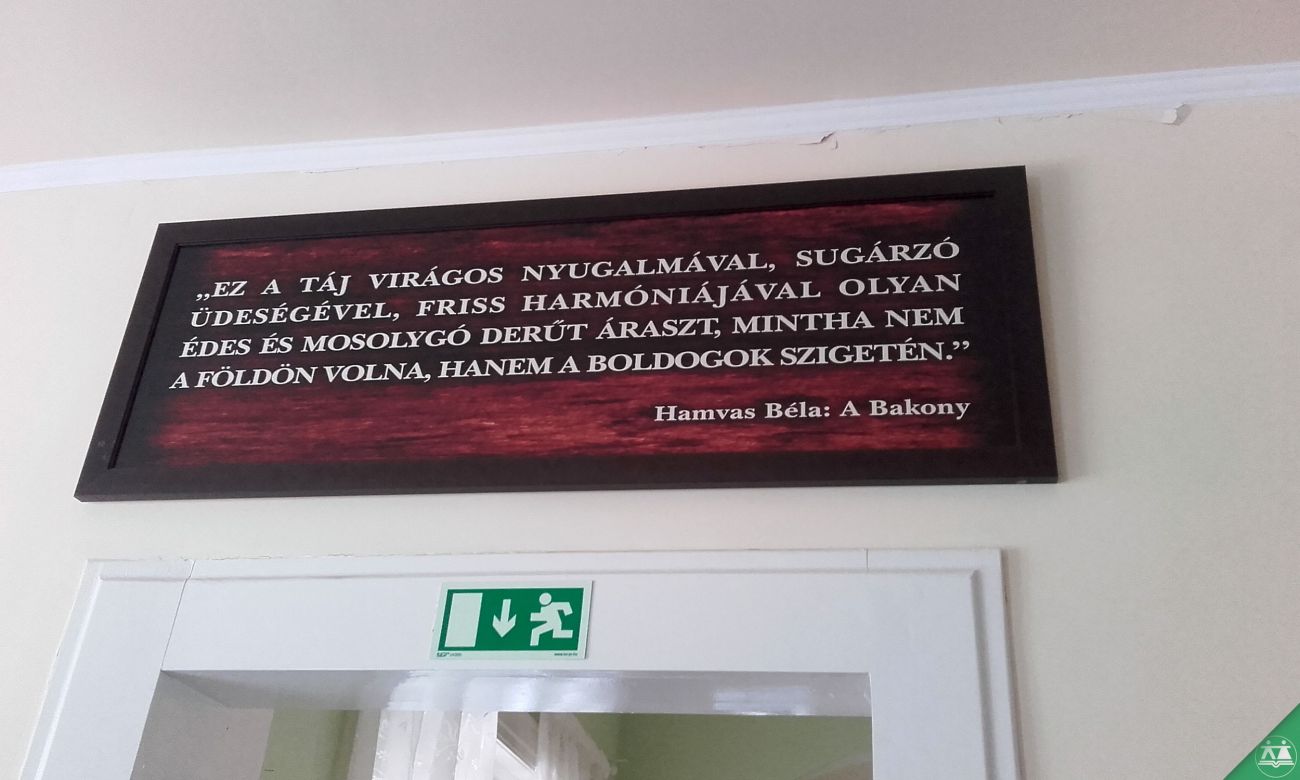 „EZ A TÁJ VIRÁGOS NYUGALMÁVAL, SUGÁRZÓ
ÜDESÉGÉVEL, FRISS HARMÓNIÁJÁVAL OLYAN
ÉDES ÉS MOSOLYGÓ DERŰT ÁRASZT, MINTHA NEM
A FÖLDÖN VOLNA, HANEM A BOLDOGOK SZIGETÉN.”
Hamvas Béla: A Bakony